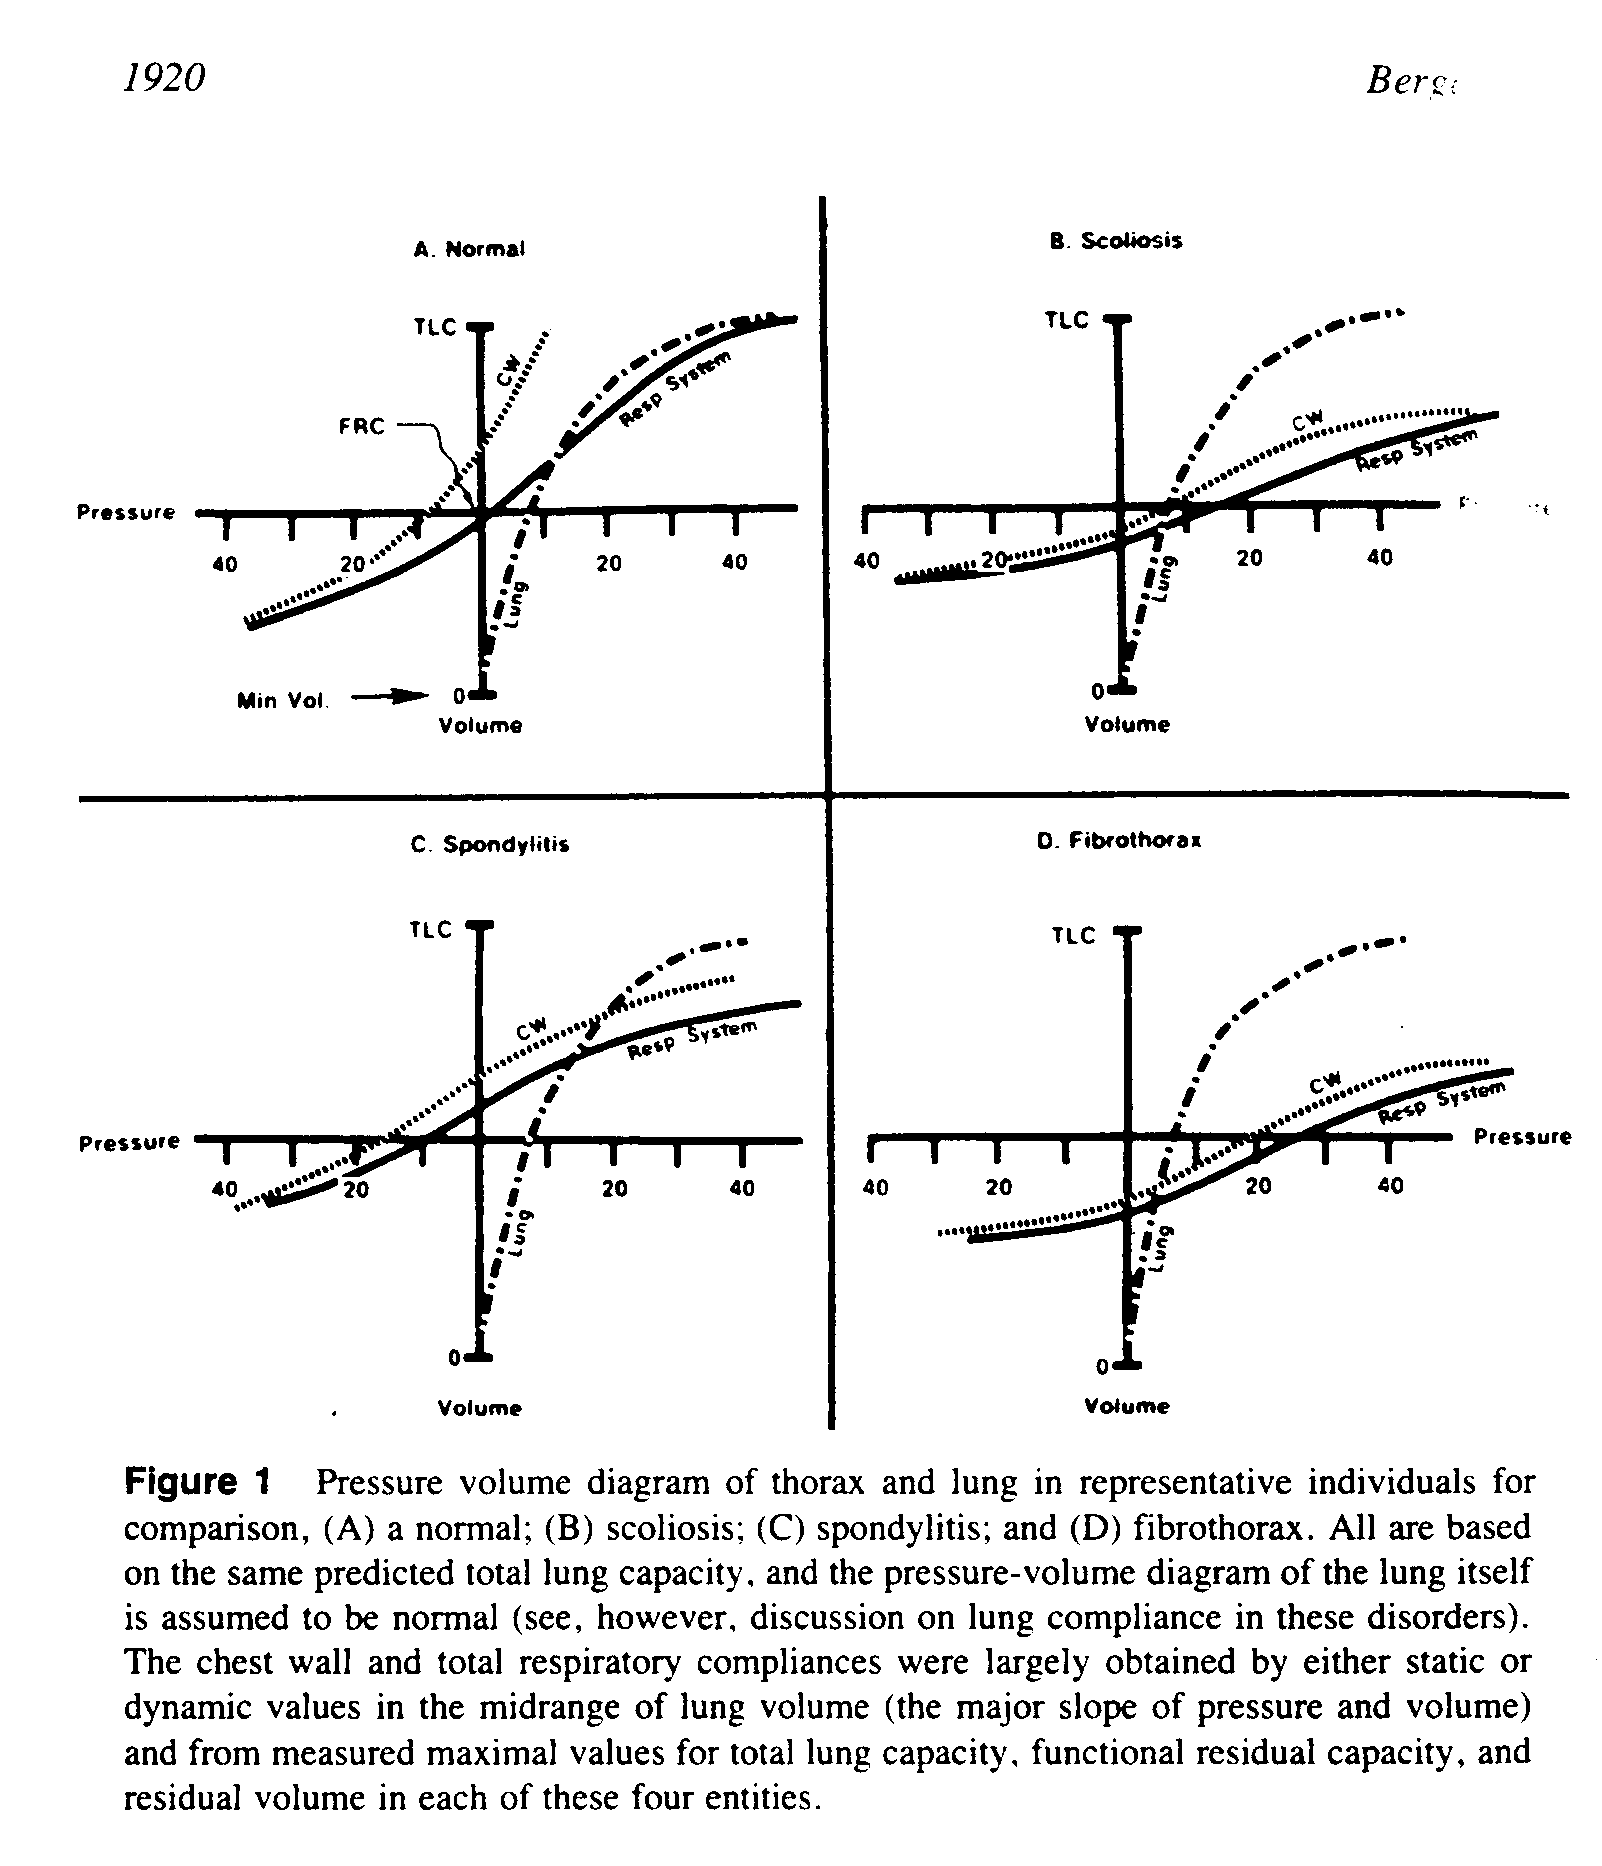 1920
A. Normal
TLC
CW
FRC
Resp System
Pressure
40 20 20 40
Lung
Min Vol. 0
Volume
B. Scoliosis
TLC
CW
Resp System
40 20 20 40
Lung
0
Volume
C. Spondylitis
TLC
CW
Resp System
Pressure
40 20 20 40
Lung
0
Volume
D. Fibrothorax
TLC
CW
Resp System
Pressure
40 20 20 40
Lung
0
Volume
Figure 1 Pressure volume diagram of thorax and lung in representative individuals for
comparison, (A) a normal; (B) scoliosis; (C) spondylitis; and (D) fibrothorax. All are based
on the same predicted total lung capacity, and the pressure-volume diagram of the lung itself
is assumed to be normal (see, however, discussion on lung compliance in these disorders).
The chest wall and total respiratory compliances were largely obtained by either static or
dynamic values in the midrange of lung volume (the major slope of pressure and volume)
and from measured maximal values for total lung capacity, functional residual capacity, and
residual volume in each of these four entities.